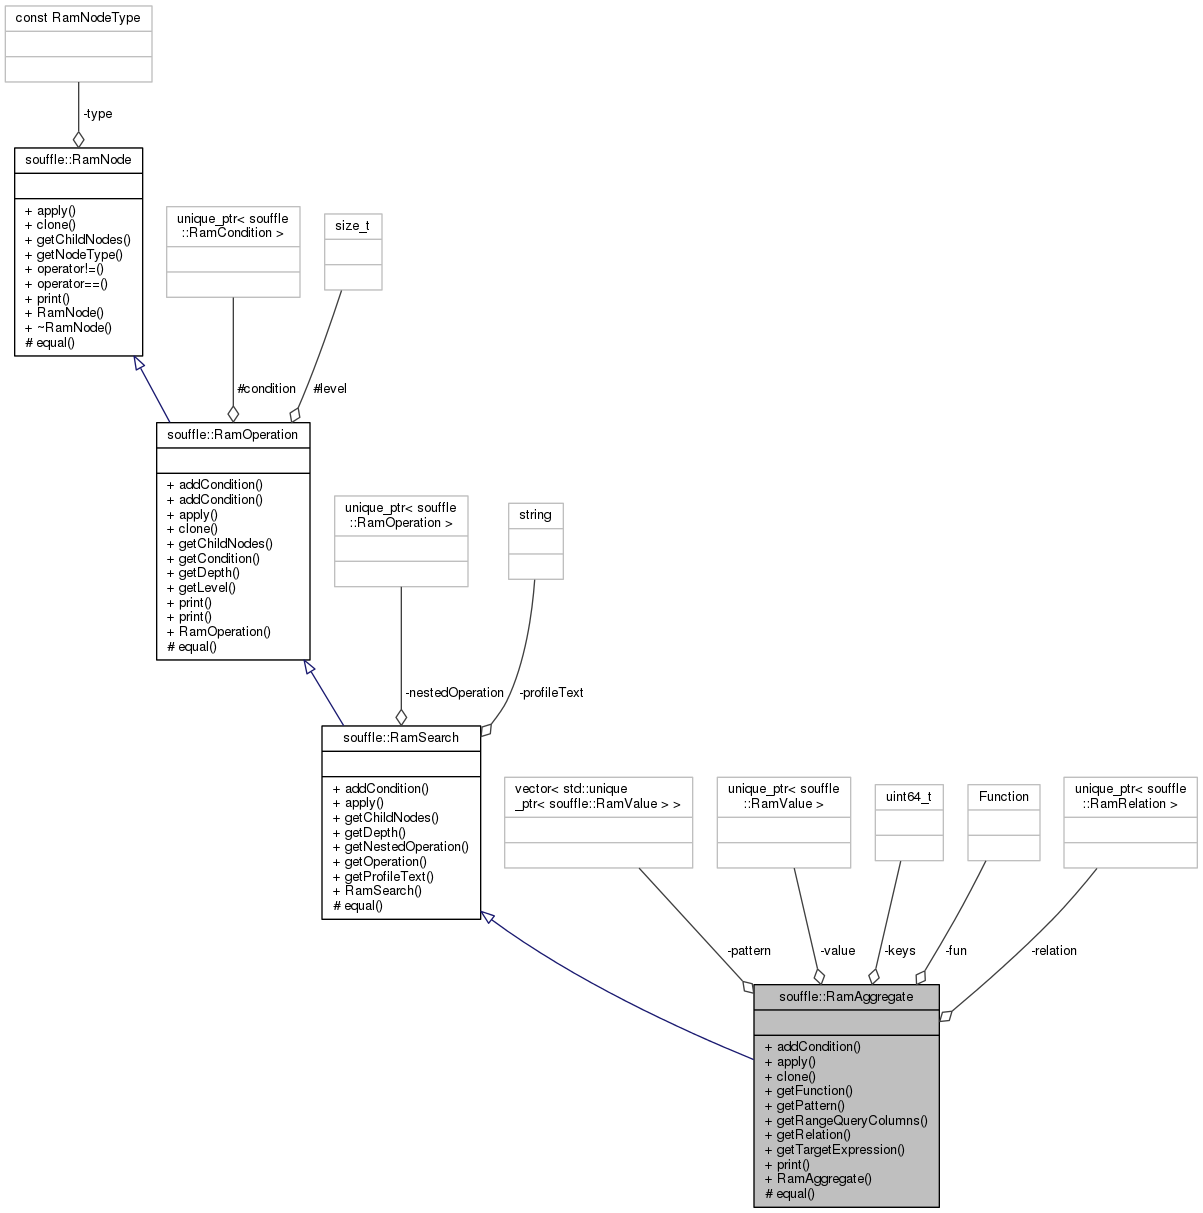 const RamNodeType
-type
souffle::RamNode
+ apply()
+ clone()
+ getChildNodes()
+ getNodeType()
+ operator!=()
+ operator==()
+ print()
+ RamNode()
+ ~RamNode()
# equal()
unique_ptr< souffle
::RamCondition >
size_t
#condition
#level
souffle::RamOperation
+ addCondition()
+ addCondition()
+ apply()
+ clone()
+ getChildNodes()
+ getCondition()
+ getDepth()
+ getLevel()
+ print()
+ print()
+ RamOperation()
# equal()
unique_ptr< souffle
::RamOperation >
string
-nestedOperation
-profileText
souffle::RamSearch
+ addCondition()
+ apply()
+ getChildNodes()
+ getDepth()
+ getNestedOperation()
+ getOperation()
+ getProfileText()
+ RamSearch()
# equal()
vector< std::unique
_ptr< souffle::RamValue > >
unique_ptr< souffle
::RamValue >
uint64_t
Function
unique_ptr< souffle
::RamRelation >
-pattern
-value
-keys
-fun
-relation
souffle::RamAggregate
+ addCondition()
+ apply()
+ clone()
+ getFunction()
+ getPattern()
+ getRangeQueryColumns()
+ getRelation()
+ getTargetExpression()
+ print()
+ RamAggregate()
# equal()